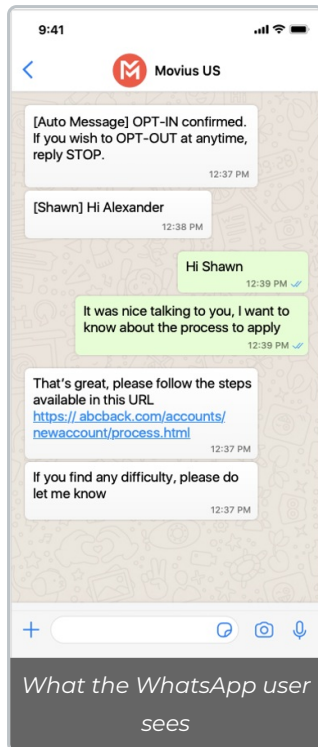 9:41
Movius US
[Auto Message] OPT-IN confirmed.
If you wish to OPT-OUT at anytime,
reply STOP.
12:37 PM
[Shawn] Hi Alexander
12:38 PM
Hi Shawn
12:39 PM
It was nice talking to you, I want to
know about the process to apply
12:39 PM
That's great, please follow the steps
available in this URL
https:// abcback.com/accounts/
newaccount/process.html
12:37 PM
If you find any difficulty, please do
let me know
12:37 PM
What the WhatsApp user
sees